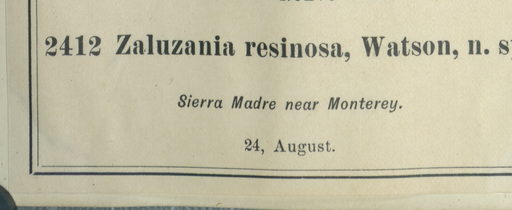 2412 Zaluzania resinosa, Watson, n.
Sierra Madre near Monterey.
24, August.